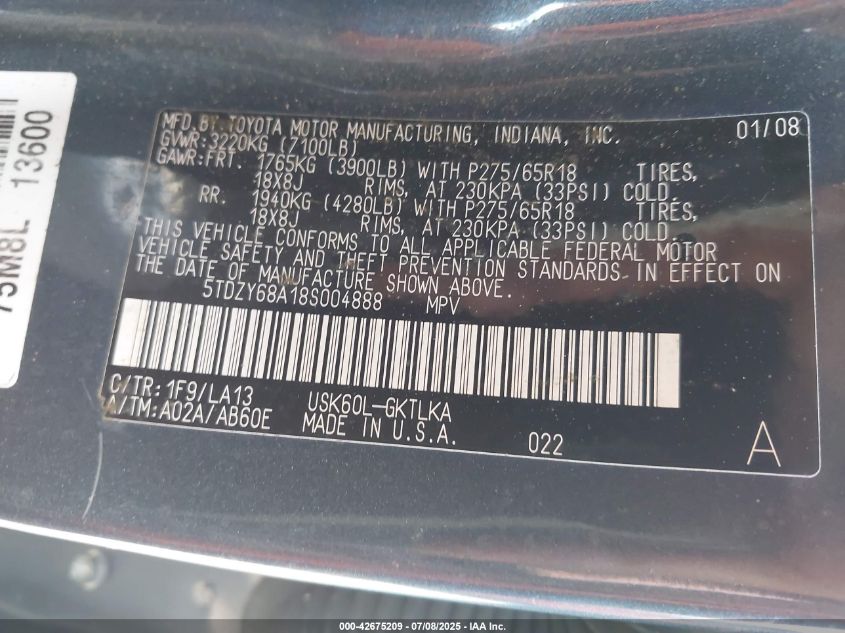 75M8L 13600
MFD.BY TOYOTA MOTOR MANUFACTURING, INDIANA, INC. 01/08
GVWR:3220KG (7100LB)
GAWR:FRT. 1765KG (3900LB) WITH P275/65R18 TIRES,
18X8J RIMS, AT 230KPA (33PSI) COLD.
RR. 1940KG (4280LB) WITH P275/65R18 TIRES,
18X8J RIMS, AT 230KPA (33PSI) COLD.
THIS VEHICLE CONFORMS TO ALL APPLICABLE FEDERAL MOTOR
VEHICLE SAFETY AND THEFT PREVENTION STANDARDS IN EFFECT ON
THE DATE OF MANUFACTURE SHOWN ABOVE.
5TDZY68A18S004888 MPV
C/TR:1F9/LA13 USK60L-GKTLKA
A/TM:A02A/AB60E MADE IN U.S.A. 022 A
000-42675209 - 07/08/2025 - IAA Inc.